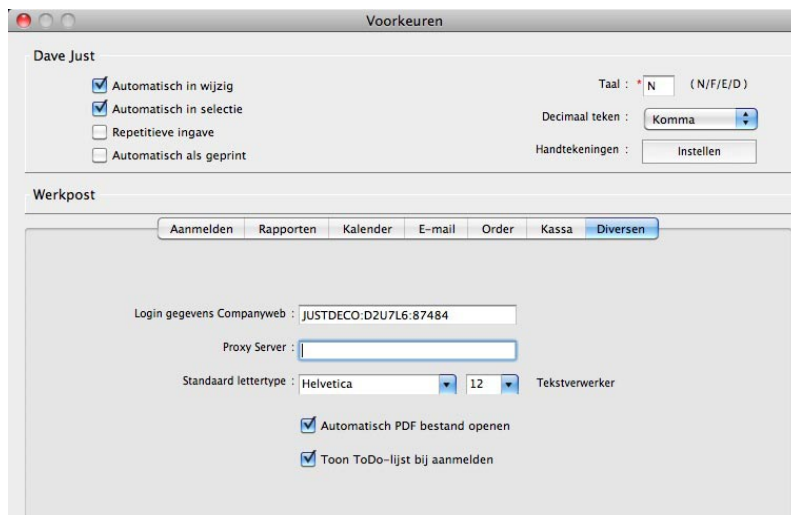 Voorkeuren
Dave Just
Automatisch in wijzig
Automatisch in selectie
Repetitieve ingave
Automatisch als geprint
Taal : * N ( N/F/E/D )
Decimaal teken : Komma
Handtekeningen : Instellen
Werkpost
Aanmelden Rapporten Kalender E-mail Order Kassa Diversen
Login gegevens Companyweb : JUSTDECO:D2U7L6:87484
Proxy Server :
Standaard lettertype : Helvetica 12 Tekstverwerker
Automatisch PDF bestand openen
Toon ToDo-lijst bij aanmelden